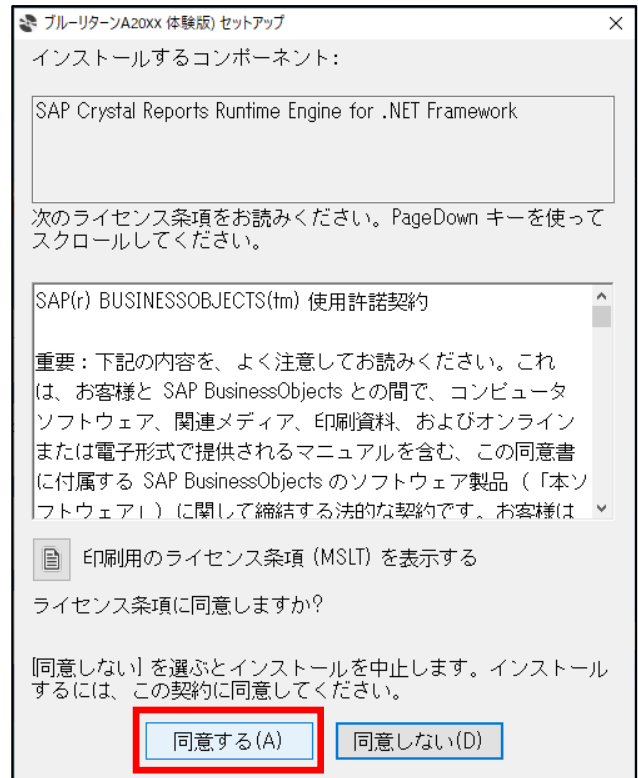 ブルーリターンA20XX 体験版) セットアップ
インストールするコンポーネント:
SAP Crystal Reports Runtime Engine for .NET Framework
次のライセンス条項をお読みください。PageDown キーを使って
スクロールしてください。
SAP(r) BUSINESSOBJECTS(tm) 使用許諾契約
重要：下記の内容を、よく注意してお読みください。これ
は、お客様と SAP BusinessObjects との間で、コンピュータ
ソフトウェア、関連メディア、印刷資料、およびオンライン
または電子形式で提供されるマニュアルを含む、この同意書
に付属する SAP BusinessObjects のソフトウェア製品（「本ソ
フトウェア」）に関して締結する法的な契約です。お客様は
印刷用のライセンス条項 (MSLT) を表示する
ライセンス条項に同意しますか?
[同意しない] を選ぶとインストールを中止します。インストール
するには、この契約に同意してください。
同意する(A) 同意しない(D)